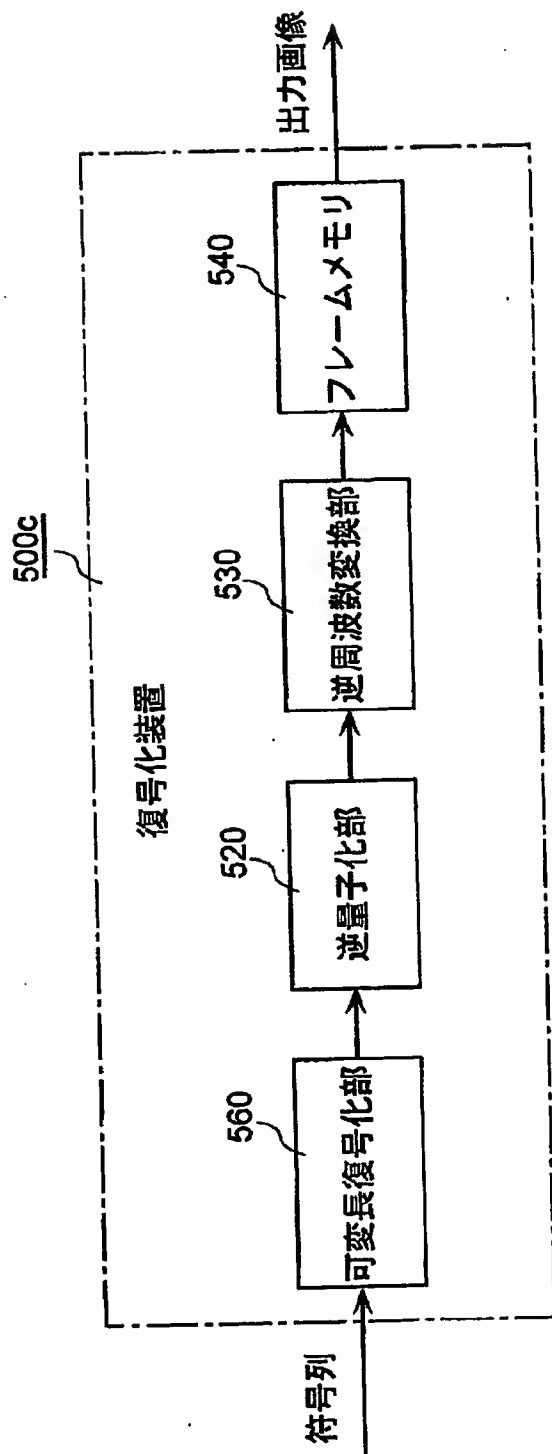 500c
復号化装置
符号列
560
可変長復号化部
520
逆量子化部
530
逆周波数変換部
540
フレームメモリ
出力画像